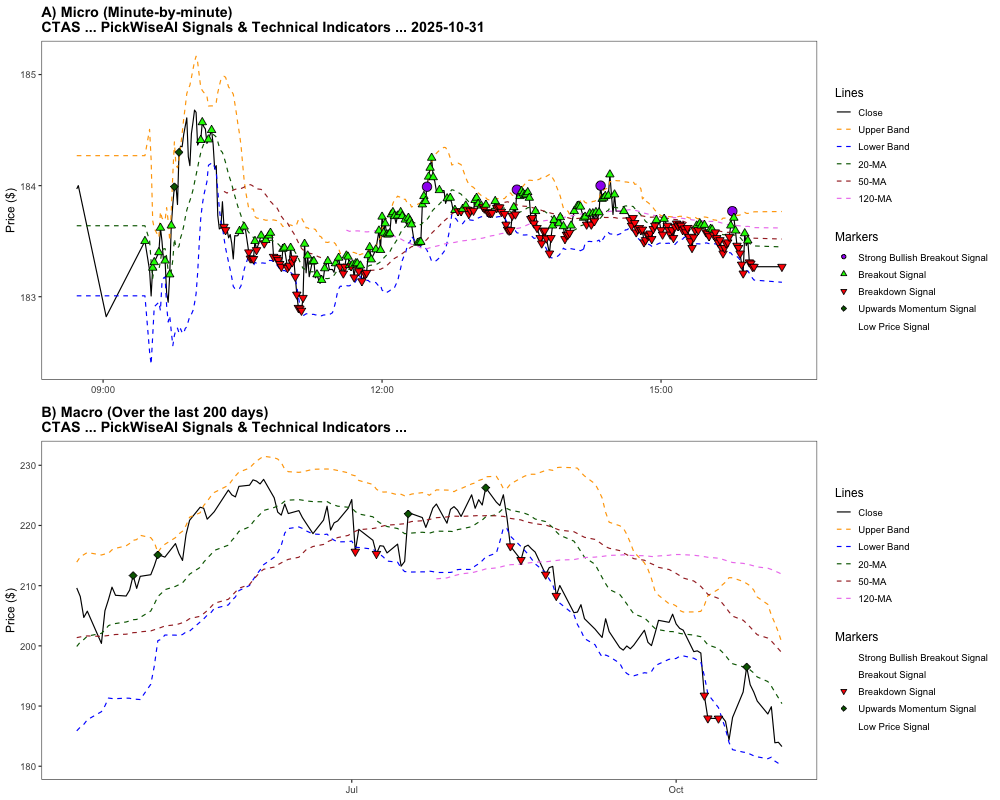 A) Micro (Minute-by-minute)
CTAS ... PickWiseAI Signals & Technical Indicators ... 2025-10-31
Price ($)
185
184
183
09:00
12:00
15:00
Lines
Close
Upper Band
Lower Band
20-MA
50-MA
120-MA
Markers
Strong Bullish Breakout Signal
Breakout Signal
Breakdown Signal
Upwards Momentum Signal
Low Price Signal
B) Macro (Over the last 200 days)
CTAS ... PickWiseAI Signals & Technical Indicators ...
Price ($)
230
220
210
200
190
180
Jul
Oct
Lines
Close
Upper Band
Lower Band
20-MA
50-MA
120-MA
Markers
Strong Bullish Breakout Signal
Breakout Signal
Breakdown Signal
Upwards Momentum Signal
Low Price Signal